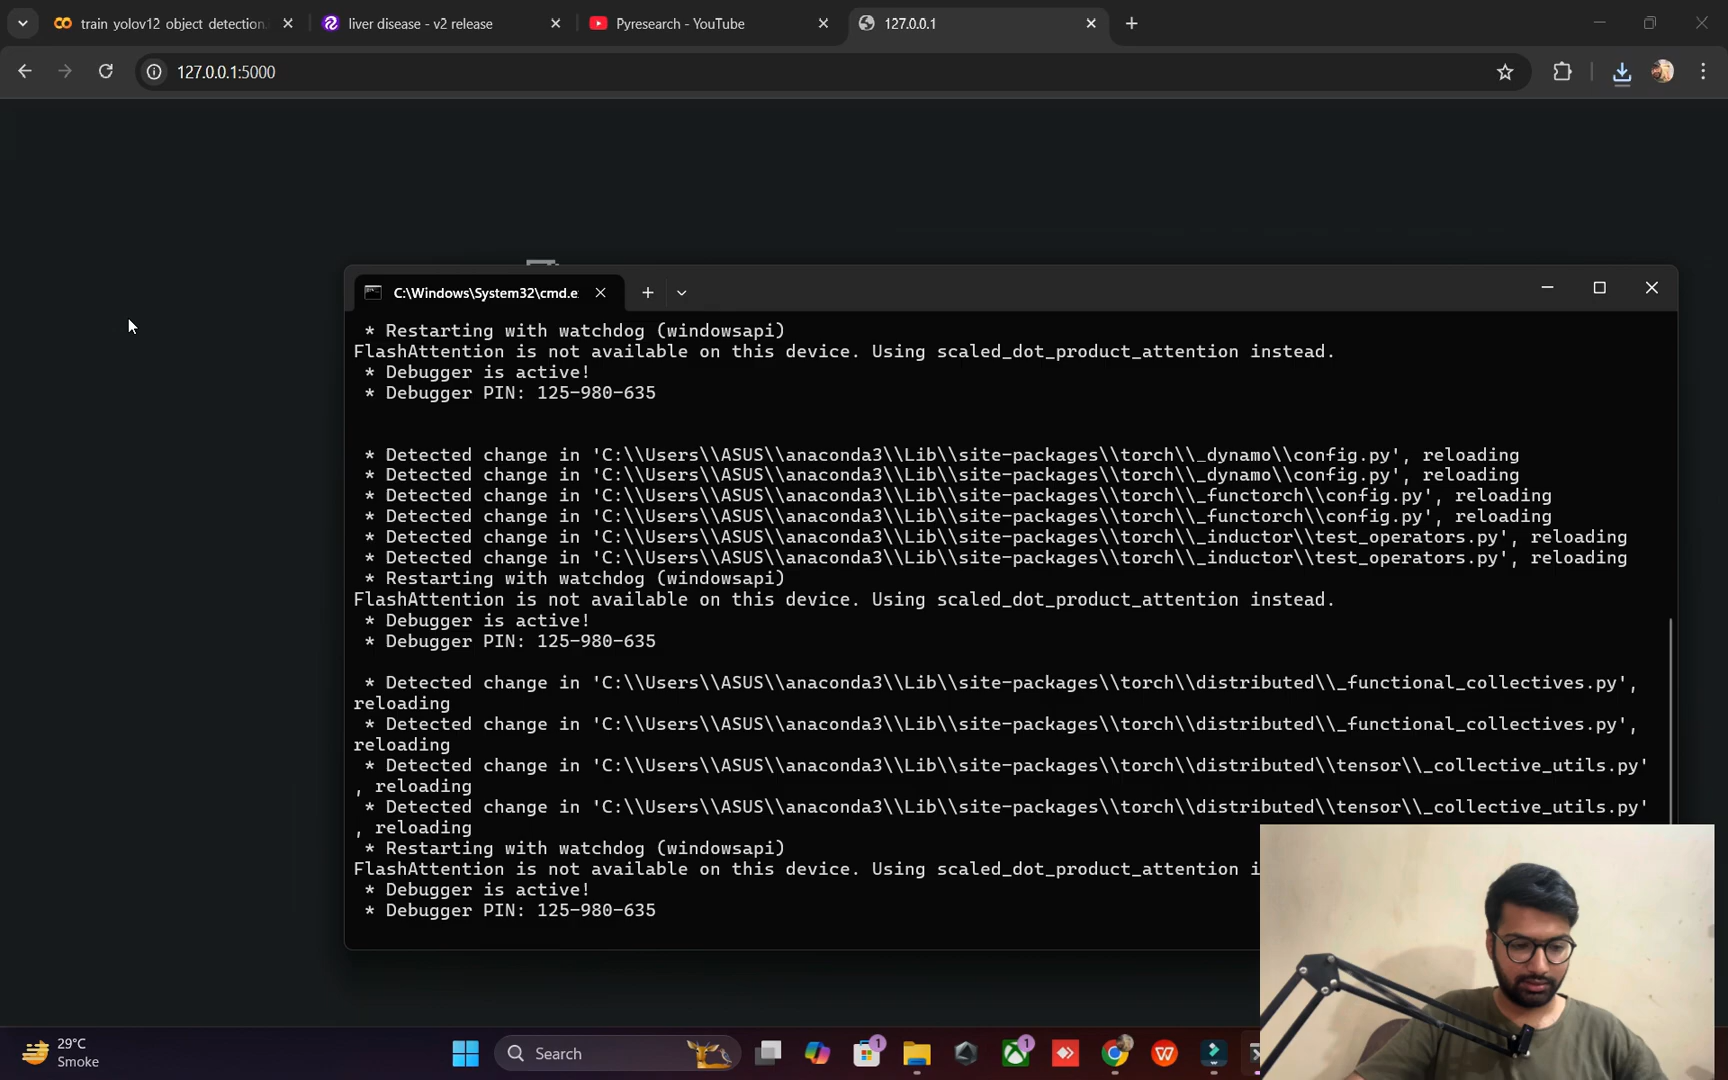 train yolov12 object detection.
liver disease - v2 release
Pyresearch - YouTube
127.0.0.1
127.0.0.1:5000
C:\Windows\System32\cmd.e
* Restarting with watchdog (windowsapi)
FlashAttention is not available on this device. Using scaled_dot_product_attention instead.
* Debugger is active!
* Debugger PIN: 125-980-635
* Detected change in 'C:\\Users\\ASUS\\anaconda3\\Lib\\site-packages\\torch\\_dynamo\\config.py', reloading
* Detected change in 'C:\\Users\\ASUS\\anaconda3\\Lib\\site-packages\\torch\\_dynamo\\config.py', reloading
* Detected change in 'C:\\Users\\ASUS\\anaconda3\\Lib\\site-packages\\torch\\_functorch\\config.py', reloading
* Detected change in 'C:\\Users\\ASUS\\anaconda3\\Lib\\site-packages\\torch\\_functorch\\config.py', reloading
* Detected change in 'C:\\Users\\ASUS\\anaconda3\\Lib\\site-packages\\torch\\_inductor\\test_operators.py', reloading
* Detected change in 'C:\\Users\\ASUS\\anaconda3\\Lib\\site-packages\\torch\\_inductor\\test_operators.py', reloading
* Restarting with watchdog (windowsapi)
FlashAttention is not available on this device. Using scaled_dot_product_attention instead.
* Debugger is active!
* Debugger PIN: 125-980-635
* Detected change in 'C:\\Users\\ASUS\\anaconda3\\Lib\\site-packages\\torch\\distributed\\_functional_collectives.py',
reloading
* Detected change in 'C:\\Users\\ASUS\\anaconda3\\Lib\\site-packages\\torch\\distributed\\_functional_collectives.py',
reloading
* Detected change in 'C:\\Users\\ASUS\\anaconda3\\Lib\\site-packages\\torch\\distributed\\tensor\\_collective_utils.py'
, reloading
* Detected change in 'C:\\Users\\ASUS\\anaconda3\\Lib\\site-packages\\torch\\distributed\\tensor\\_collective_utils.py'
, reloading
* Restarting with watchdog (windowsapi)
FlashAttention is not available on this device. Using scaled_dot_product_attention i
* Debugger is active!
* Debugger PIN: 125-980-635
29°C
Smoke
Search
1
1